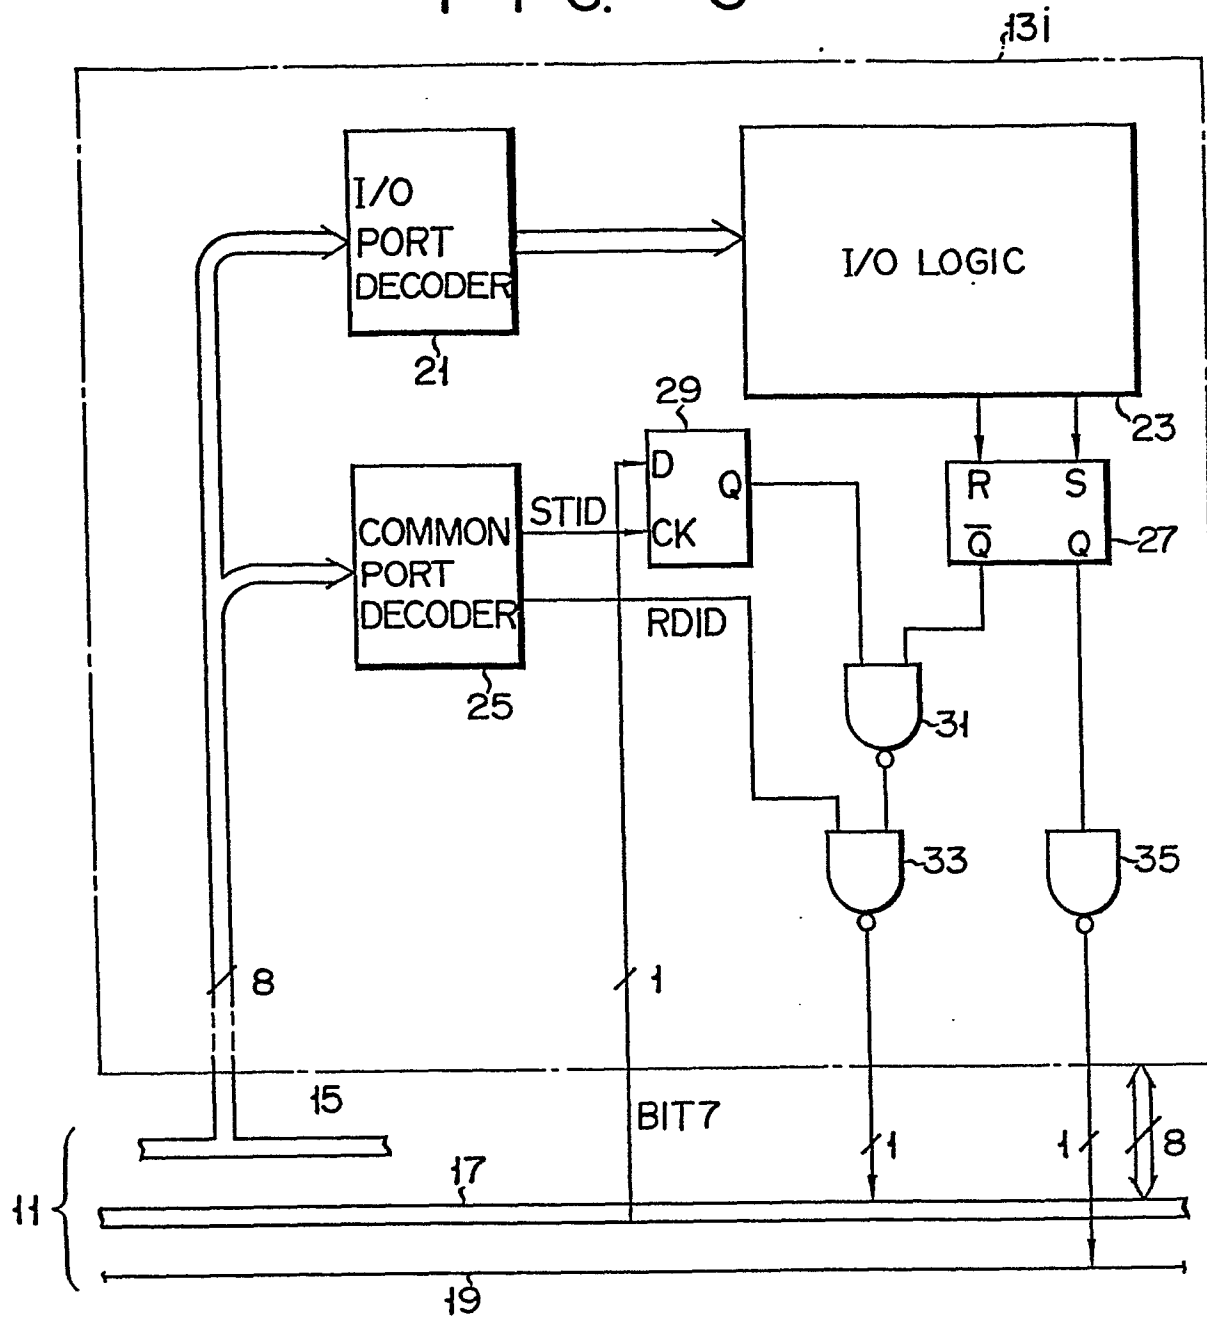 13i
I/O
PORT
DECODER
21
I/O LOGIC
23
29
D
Q
CK
R
S
Q̅
Q
27
COMMON
PORT
DECODER
25
STID
RDID
31
33
35
8
1
15
BIT7
1
1
8
17
11
19